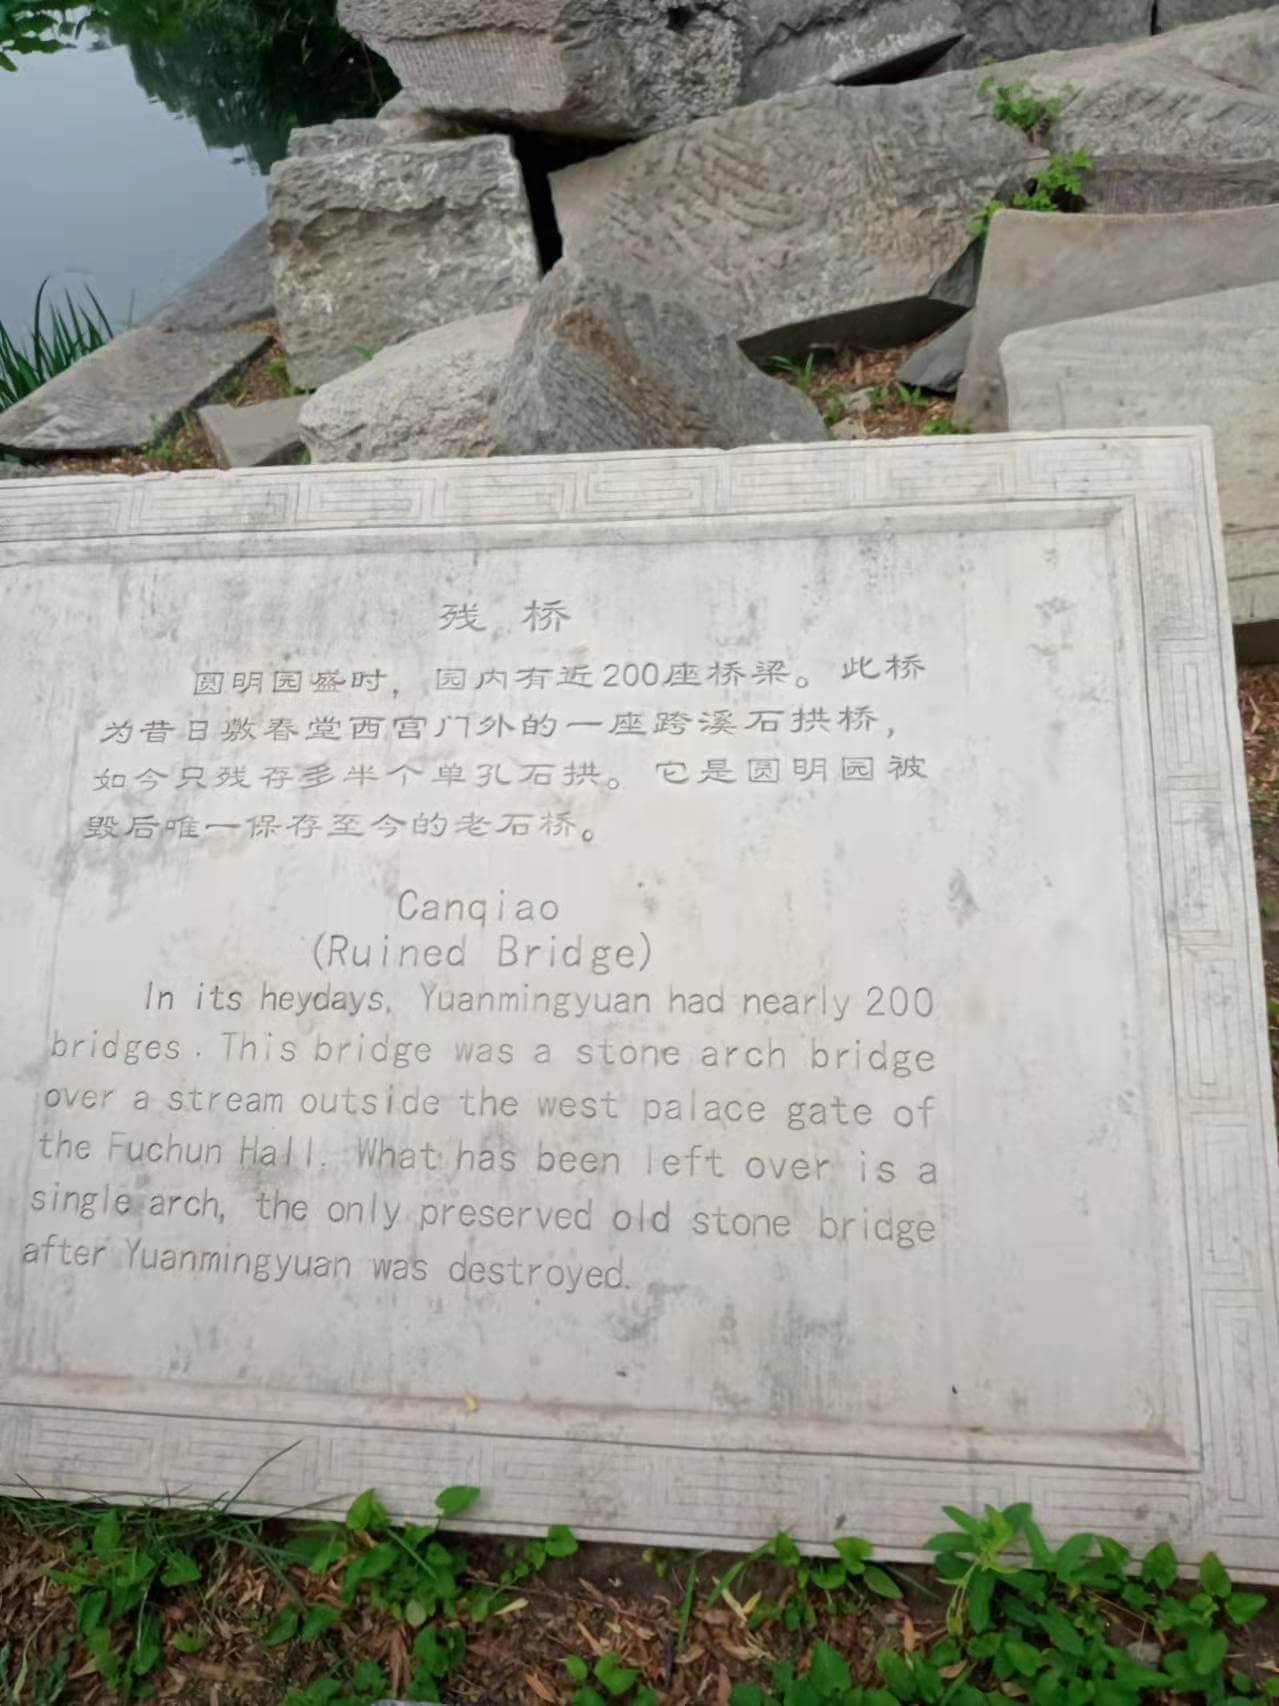 残 桥
圆明园盛时，园内有近200座桥梁。此桥
为昔日敷春堂西宫门外的一座跨溪石拱桥，
如今只残存多半个单孔石拱。它是圆明园被
毁后唯一保存至今的老石桥。
Canqiao
(Ruined Bridge)
In its heydays, Yuanmingyuan had nearly 200
bridges. This bridge was a stone arch bridge
over a stream outside the west palace gate of
the Fuchun Hall. What has been left over is a
single arch, the only preserved old stone bridge
after Yuanmingyuan was destroyed.